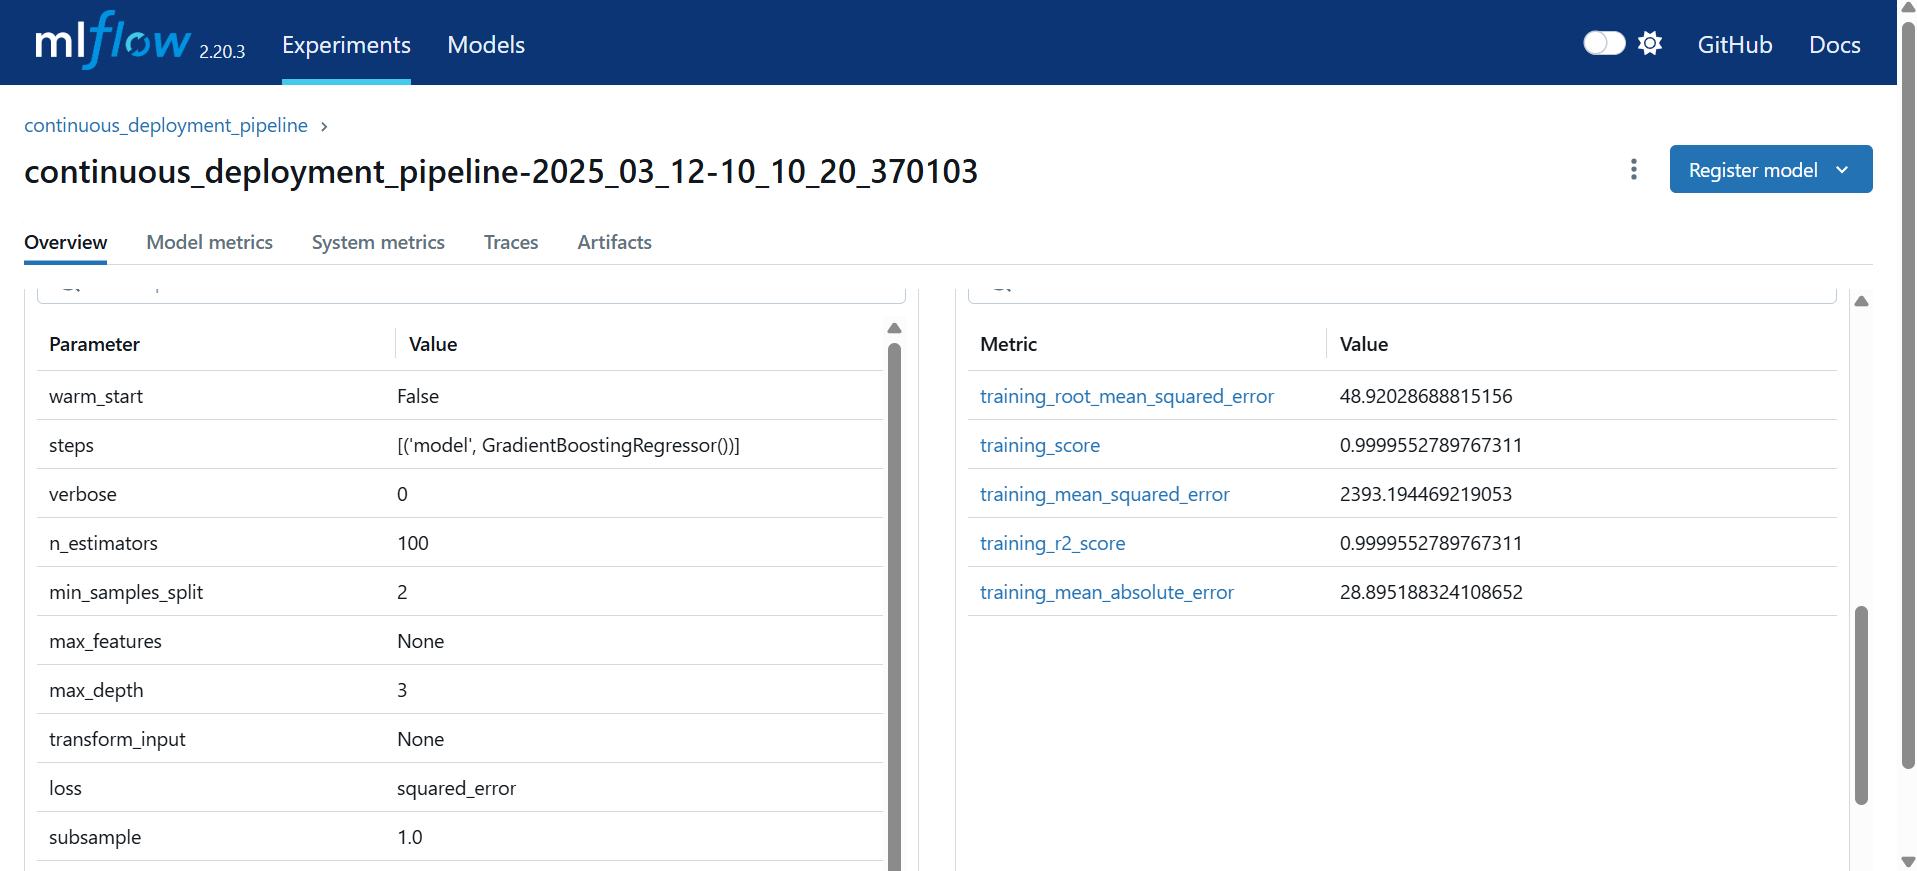 mlflow 2.20.3 Experiments Models GitHub Docs
continuous_deployment_pipeline ›
continuous_deployment_pipeline-2025_03_12-10_10_20_370103
Register model
Overview Model metrics System metrics Traces Artifacts
Parameter Value
warm_start False
steps [('model', GradientBoostingRegressor())]
verbose 0
n_estimators 100
min_samples_split 2
max_features None
max_depth 3
transform_input None
loss squared_error
subsample 1.0
Metric Value
training_root_mean_squared_error 48.92028688815156
training_score 0.9999552789767311
training_mean_squared_error 2393.194469219053
training_r2_score 0.9999552789767311
training_mean_absolute_error 28.895188324108652